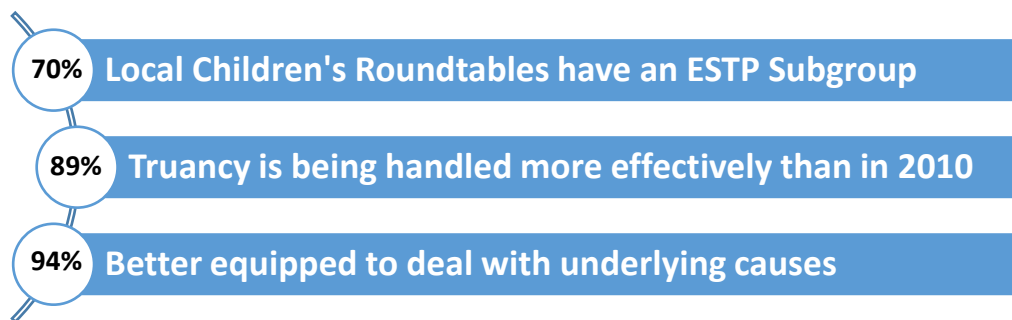 70% Local Children's Roundtables have an ESTP Subgroup
89% Truancy is being handled more effectively than in 2010
94% Better equipped to deal with underlying causes